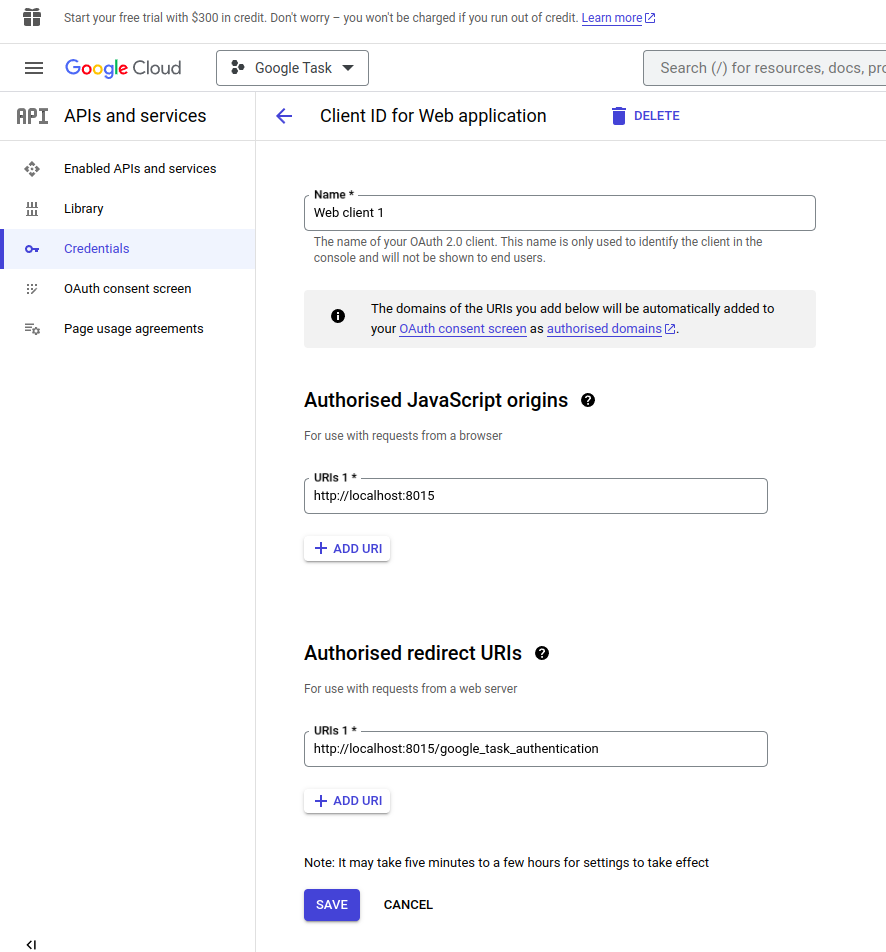 Start your free trial with $300 in credit. Don't worry – you won't be charged if you run out of credit. Learn more
Google Cloud
Google Task
Search (/) for resources, docs, pro
API APIs and services
Client ID for Web application
DELETE
Enabled APIs and services
Library
Credentials
OAuth consent screen
Page usage agreements
Name *
Web client 1
The name of your OAuth 2.0 client. This name is only used to identify the client in the
console and will not be shown to end users.
The domains of the URIs you add below will be automatically added to
your OAuth consent screen as authorised domains.
Authorised JavaScript origins
For use with requests from a browser
URIs 1 *
http://localhost:8015
ADD URI
Authorised redirect URIs
For use with requests from a web server
URIs 1 *
http://localhost:8015/google_task_authentication
ADD URI
Note: It may take five minutes to a few hours for settings to take effect
SAVE
CANCEL